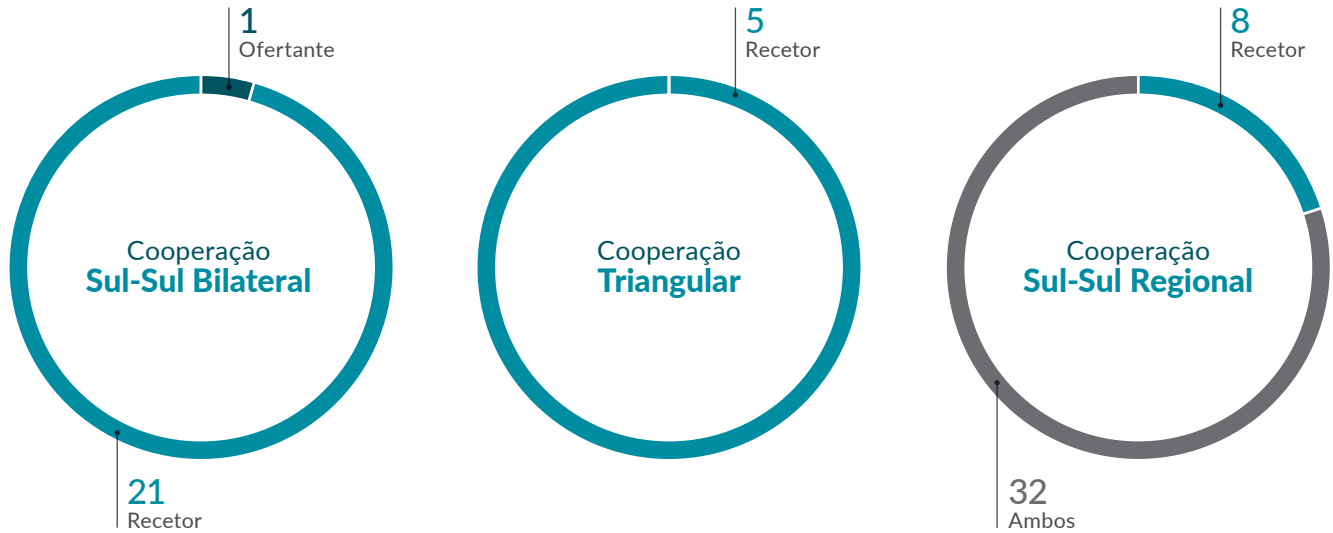 1
Ofertante
Cooperação
Sul-Sul Bilateral
21
Recetor
5
Recetor
Cooperação
Triangular
8
Recetor
Cooperação
Sul-Sul Regional
32
Ambos